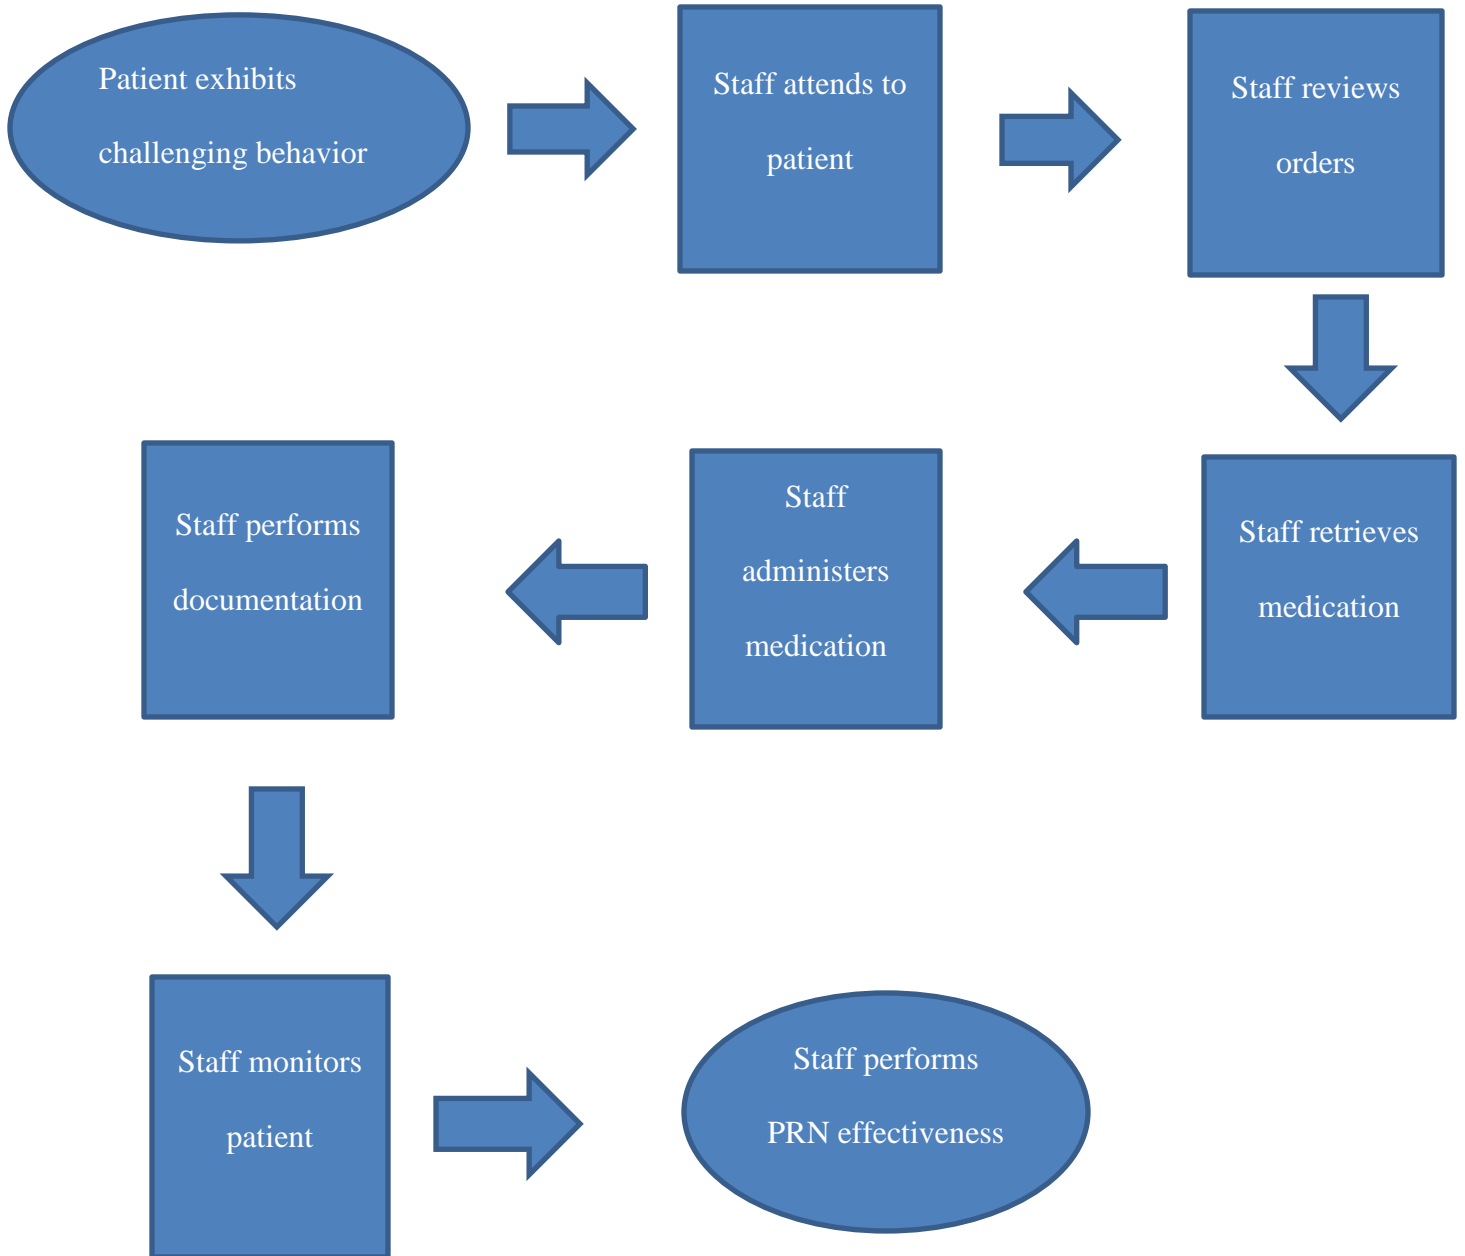 Patient exhibits
challenging behavior
Staff attends to
patient
Staff reviews
orders
Staff retrieves
medication
Staff
administers
medication
Staff performs
documentation
Staff monitors
patient
Staff performs
PRN effectiveness